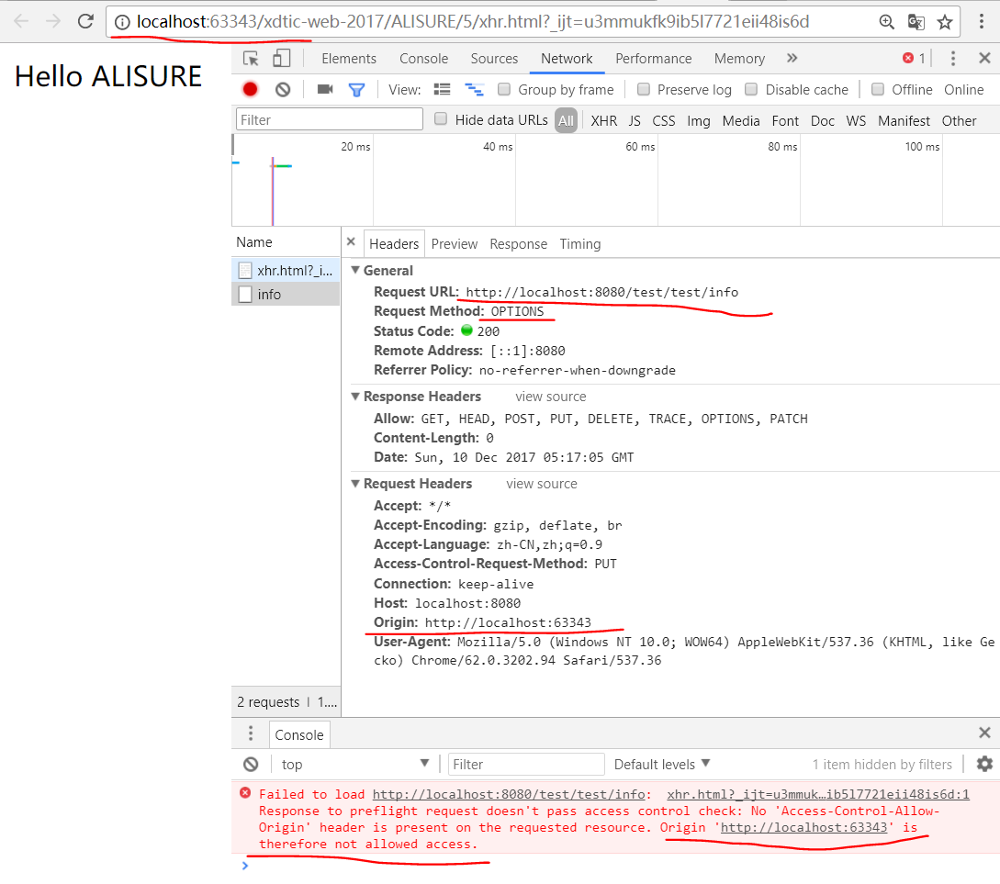 localhost:63343/xdtic-web-2017/ALISURE/5/xhr.html?_ijt=u3mmukfk9ib5l7721eii48is6d
Hello ALISURE
Elements Console Sources Network Performance Memory » 1
View: Group by frame Preserve log Disable cache Offline Online
Filter Hide data URLs All XHR JS CSS Img Media Font Doc WS Manifest Other
20 ms 40 ms 60 ms 80 ms 100 ms
Name
xhr.html?_i...
info
2 requests | 1....
× Headers Preview Response Timing
General
Request URL: http://localhost:8080/test/test/info
Request Method: OPTIONS
Status Code: 200
Remote Address: [::1]:8080
Referrer Policy: no-referrer-when-downgrade
Response Headers view source
Allow: GET, HEAD, POST, PUT, DELETE, TRACE, OPTIONS, PATCH
Content-Length: 0
Date: Sun, 10 Dec 2017 05:17:05 GMT
Request Headers view source
Accept: */*
Accept-Encoding: gzip, deflate, br
Accept-Language: zh-CN,zh;q=0.9
Access-Control-Request-Method: PUT
Connection: keep-alive
Host: localhost:8080
Origin: http://localhost:63343
User-Agent: Mozilla/5.0 (Windows NT 10.0; WOW64) AppleWebKit/537.36 (KHTML, like Ge
cko) Chrome/62.0.3202.94 Safari/537.36
Console
top Filter Default levels 1 item hidden by filters
Failed to load http://localhost:8080/test/test/info: xhr.html?_ijt=u3mmuk…ib5l7721eii48is6d:1
Response to preflight request doesn't pass access control check: No 'Access-Control-Allow-
Origin' header is present on the requested resource. Origin 'http://localhost:63343' is
therefore not allowed access.